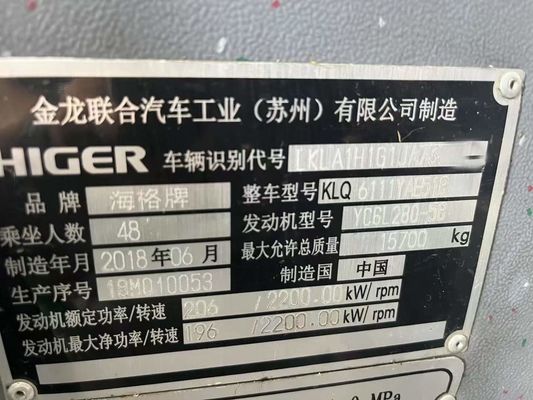 金龙联合汽车工业（苏州）有限公司制造
HIGER 车辆识别代号
品牌 海格牌 整车型号 KLQ
乘坐人数 48 发动机型号 YC6L280-50
制造年月 2018年06月 最大允许总质量 15700 kg
生产序号 18M010053 制造国 中国
发动机额定功率/转速 206 /2200.00 kW/rpm
发动机最大净功率/转速 196 /2200.00 kW/rpm
MPa